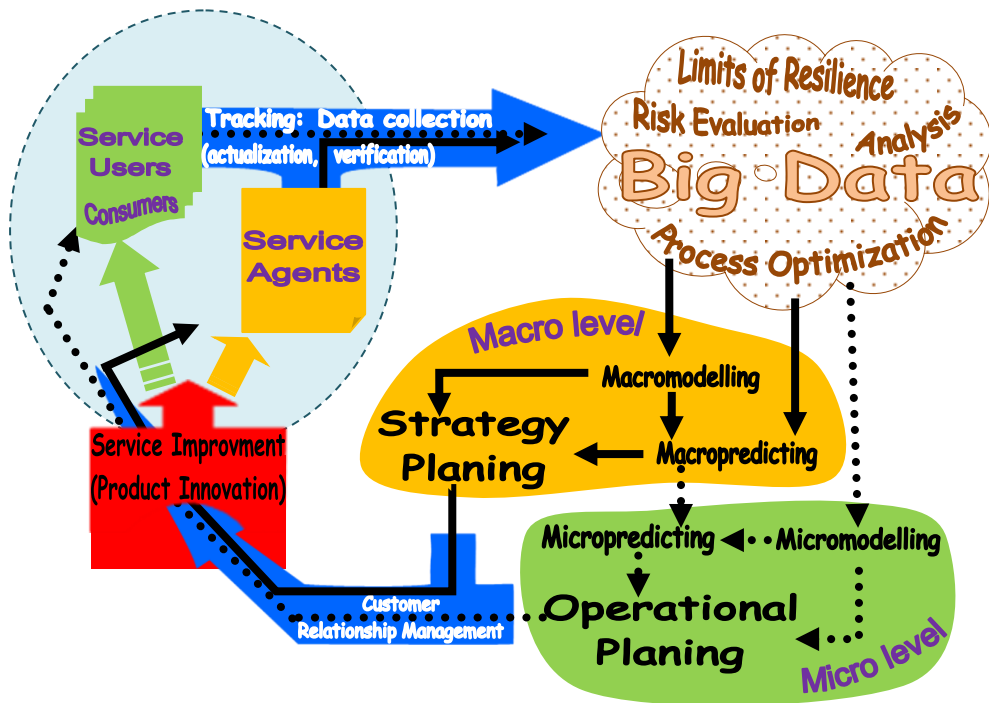 Service
Users
Consumers
Tracking: Data collection
(actualization, verification)
Service
Agents
Limits of Resilience
Risk Evaluation
Analysis
Big Data
Process Optimization
Macro level
Macromodelling
Strategy
Planing
Macropredicting
Service Improvment
(Product Innovation)
Micropredicting
Micromodelling
Operational
Planing
Micro level
Customer
Relationship Management